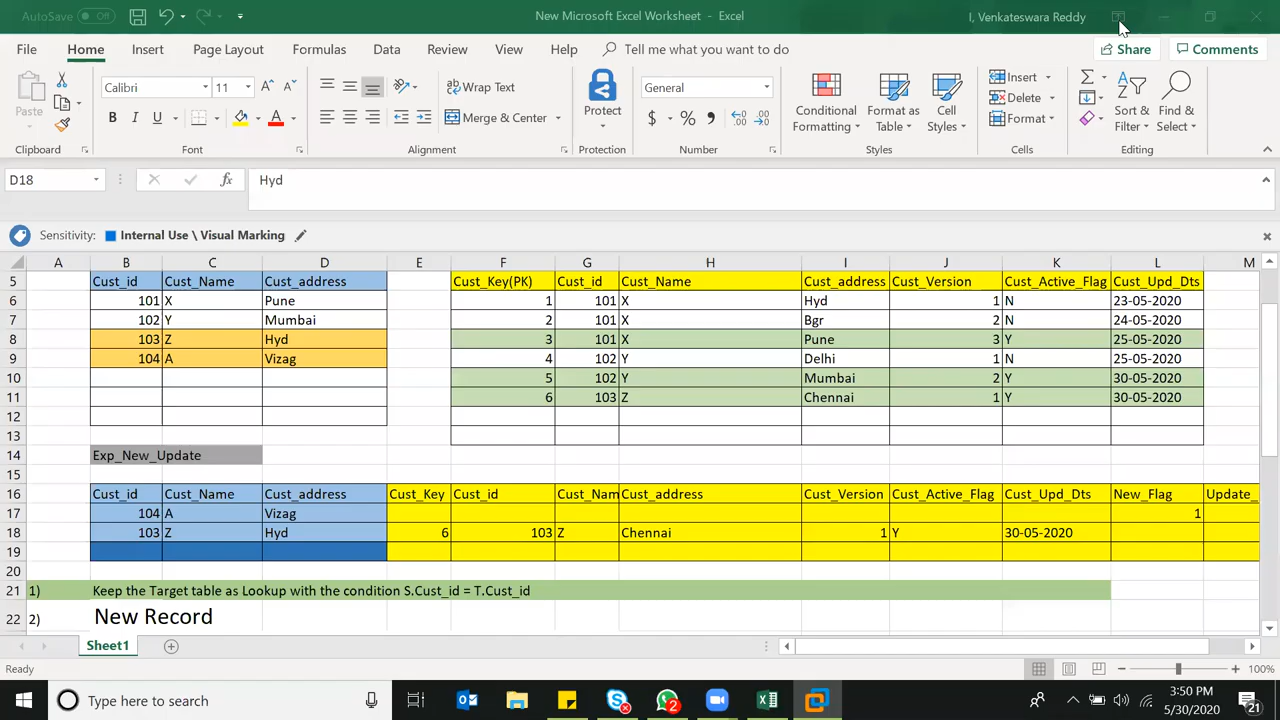 AutoSave Off New Microsoft Excel Worksheet - Excel I, Venkateswara Reddy
File Home Insert Page Layout Formulas Data Review View Help Tell me what you want to do Share Comments
Paste Calibri 11 Wrap Text General Insert
B I U A Merge & Center Protect $ % Conditional Formatting Format as Table Cell Styles Delete Sort & Filter Find & Select
Format
Clipboard Font Alignment Protection Number Styles Cells Editing
D18 fx Hyd
Sensitivity: Internal Use \ Visual Marking
A B C D E F G H I J K L M
5 Cust_id Cust_Name Cust_address Cust_Key(PK) Cust_id Cust_Name Cust_address Cust_Version Cust_Active_Flag Cust_Upd_Dts
6 101 X Pune 1 101 X Hyd 1 N 23-05-2020
7 102 Y Mumbai 2 101 X Bgr 2 N 24-05-2020
8 103 Z Hyd 3 101 X Pune 3 Y 25-05-2020
9 104 A Vizag 4 102 Y Delhi 1 N 25-05-2020
10 5 102 Y Mumbai 2 Y 30-05-2020
11 6 103 Z Chennai 1 Y 30-05-2020
12
13
14 Exp_New_Update
15
16 Cust_id Cust_Name Cust_address Cust_Key Cust_id Cust_Nam Cust_address Cust_Version Cust_Active_Flag Cust_Upd_Dts New_Flag Update_
17 104 A Vizag 1
18 103 Z Hyd 6 103 Z Chennai 1 Y 30-05-2020
19
20
21 1) Keep the Target table as Lookup with the condition S.Cust_id = T.Cust_id
22 2) New Record
Sheet1
Ready 100%
Type here to search 2 3:50 PM
5/30/2020 21